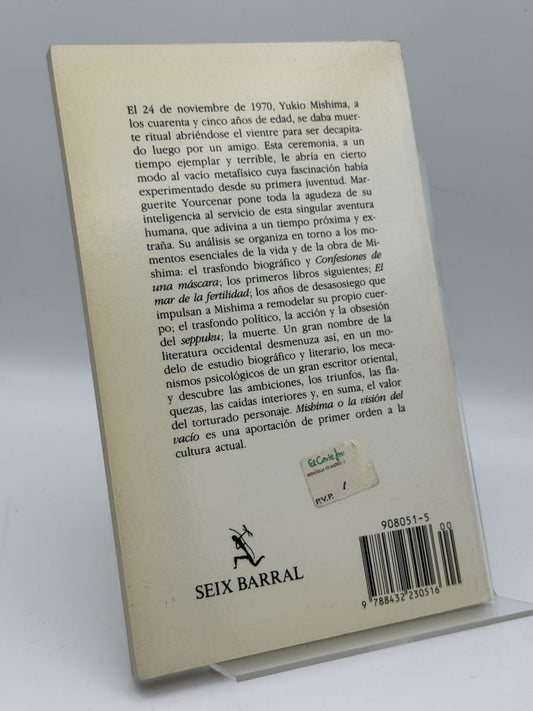 El 24 de noviembre de 1970, Yukio Mishima, a
los cuarenta y cinco años de edad, se daba muer-
te ritual abriéndose el vientre para ser decapita-
do luego por un amigo. Esta ceremonia, a un
tiempo ejemplar y terrible, le abría en cierto
modo al vacío metafísico cuya fascinación había
experimentado desde su primera juventud. Mar-
guerite Yourcenar pone toda la agudeza de su
inteligencia al servicio de esta singular aventura
humana, que adivina a un tiempo próxima y ex-
traña. Su análisis se organiza en torno a los mo-
mentos esenciales de la vida y de la obra de Mi-
shima: el trasfondo biográfico y Confesiones de
una máscara; los primeros libros siguientes; El
mar de la fertilidad; los años de desasosiego que
impulsan a Mishima a remodelar su propio cuer-
po; el trasfondo político, la acción y la obsesión
del seppuku; la muerte. Un gran nombre de la
literatura occidental desmenuza así, en un mo-
delo de estudio biográfico y literario, los meca-
nismos psicológicos de un gran escritor oriental,
y descubre las ambiciones, los triunfos, las fla-
quezas, las caídas interiores y, en suma, el valor
del torturado personaje. Mishima o la visión del
vacío es una aportación de primer orden a la
cultura actual.
P.V.P.
SEIX BARRAL
908051-5
00
9 788432 230516